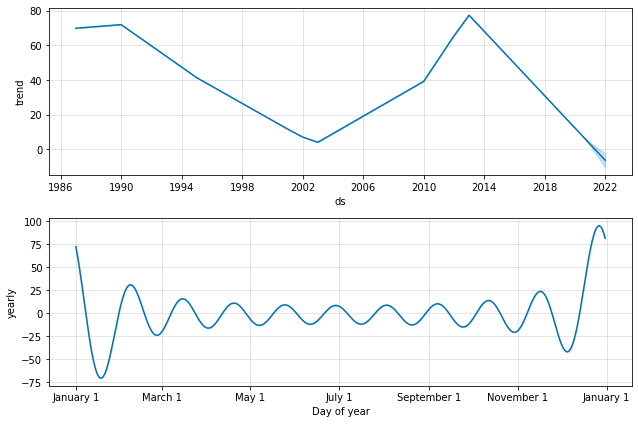 80
60
40
20
0
trend
1986 1990 1994 1998 2002 2006 2010 2014 2018 2022
ds
100
75
50
25
0
−25
−50
−75
yearly
January 1 March 1 May 1 July 1 September 1 November 1 January 1
Day of year